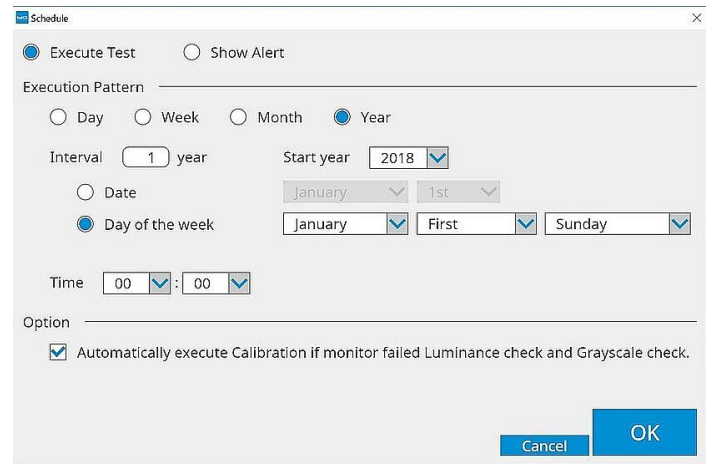 Schedule
Execute Test Show Alert
Execution Pattern
Day Week Month Year
Interval 1 year Start year 2018
Date January 1st
Day of the week January First Sunday
Time 00 : 00
Option
Automatically execute Calibration if monitor failed Luminance check and Grayscale check.
OK
Cancel